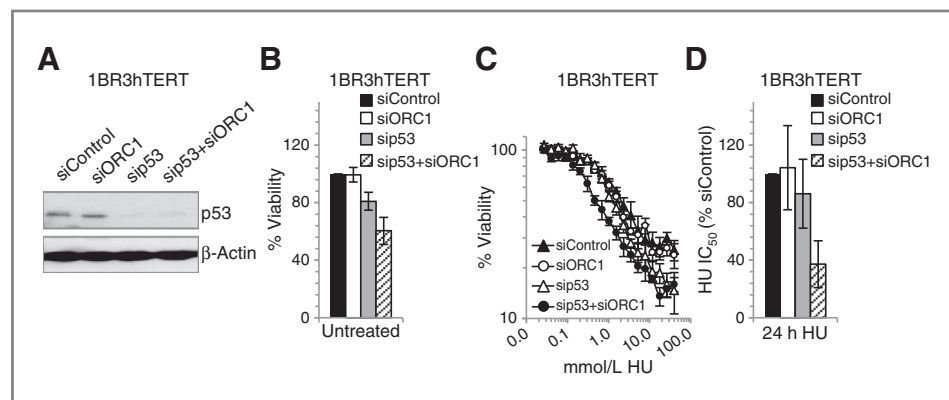 A
1BR3hTERT
siControl
siORC1
sip53
sip53+siORC1
p53
β-Actin
B
1BR3hTERT
siControl
siORC1
sip53
sip53+siORC1
% Viability
120
80
40
0
Untreated
C
1BR3hTERT
% Viability
100
10
siControl
siORC1
sip53
sip53+siORC1
0.0
0.1
1.0
10.0
100.0
mmol/L HU
D
1BR3hTERT
siControl
siORC1
sip53
sip53+siORC1
HU IC50 (% siControl)
120
80
40
0
24 h HU